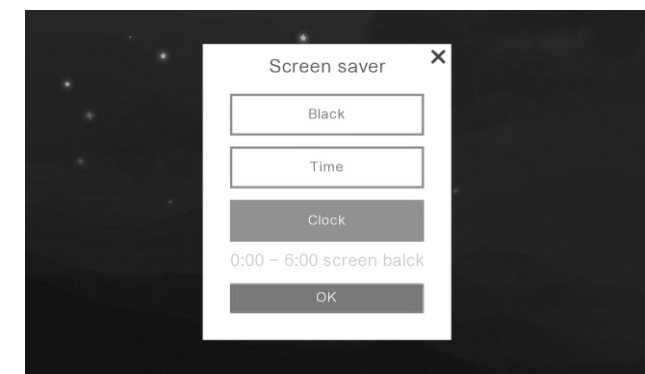 Screen saver
Black
Time
Clock
0:00 – 6:00 screen balck
OK